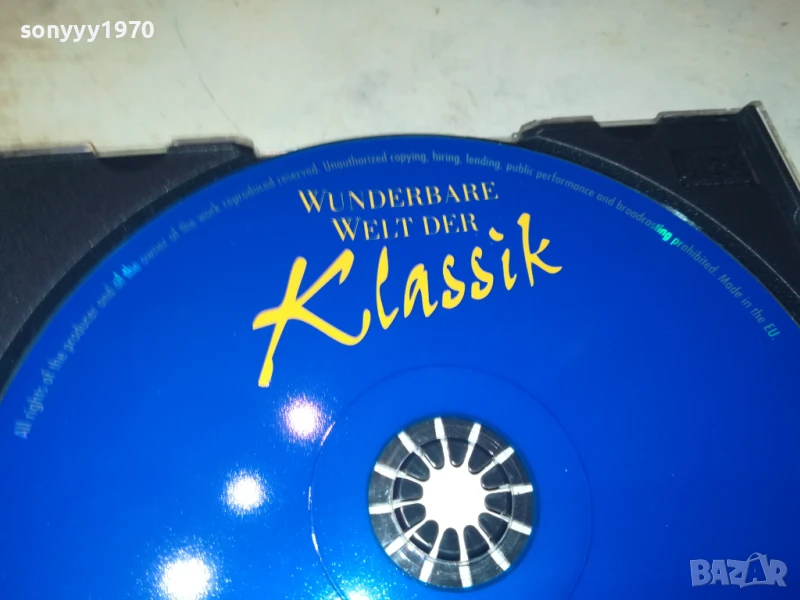 sonyyy1970
All rights of the producer and of the owner of the work reproduced reserved. Unauthorized copying, hiring, lending, public performance and broadcasting prohibited. Made in the EU.
WUNDERBARE
WELT DER
Klassik
BAZAR